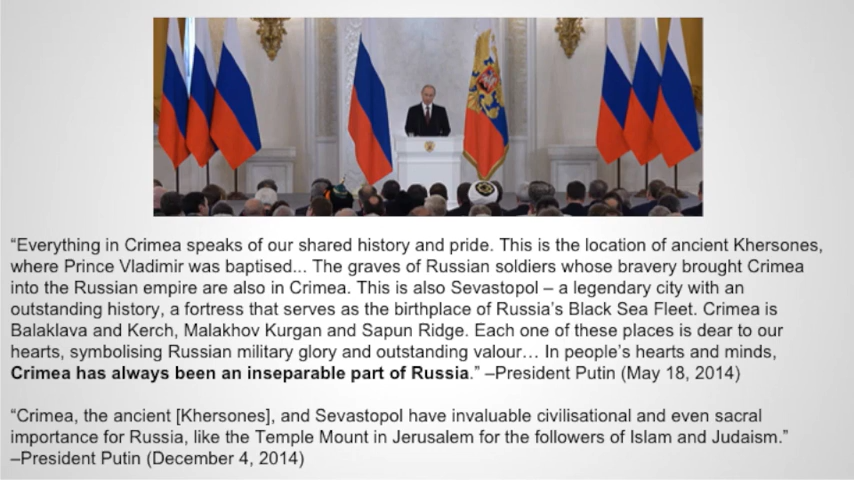 “Everything in Crimea speaks of our shared history and pride. This is the location of ancient Khersones,
where Prince Vladimir was baptised... The graves of Russian soldiers whose bravery brought Crimea
into the Russian empire are also in Crimea. This is also Sevastopol – a legendary city with an
outstanding history, a fortress that serves as the birthplace of Russia’s Black Sea Fleet. Crimea is
Balaklava and Kerch, Malakhov Kurgan and Sapun Ridge. Each one of these places is dear to our
hearts, symbolising Russian military glory and outstanding valour… In people’s hearts and minds,
Crimea has always been an inseparable part of Russia.” –President Putin (May 18, 2014)
“Crimea, the ancient [Khersones], and Sevastopol have invaluable civilisational and even sacral
importance for Russia, like the Temple Mount in Jerusalem for the followers of Islam and Judaism.”
–President Putin (December 4, 2014)